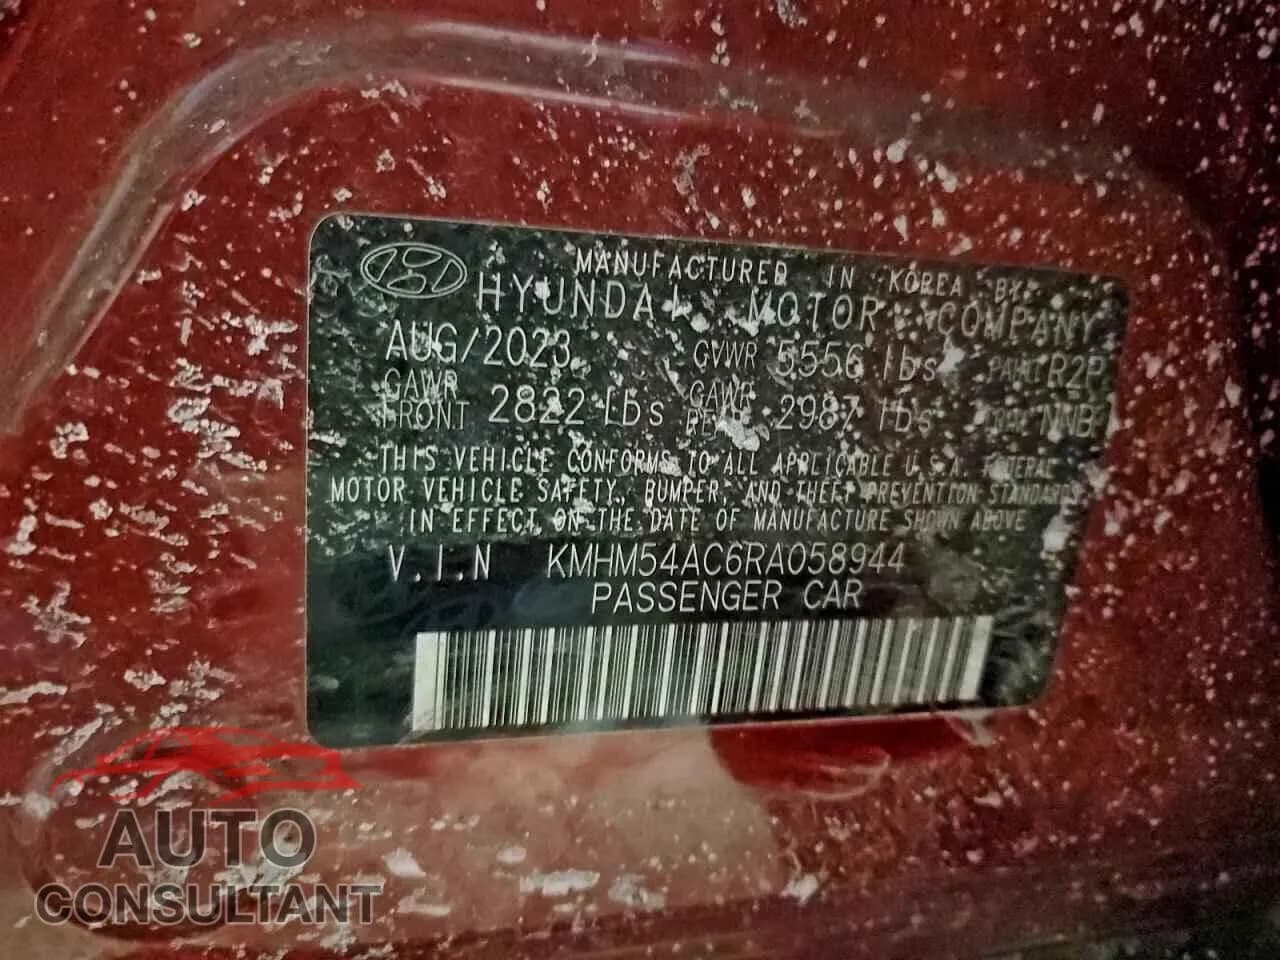 MANUFACTURED IN KOREA BY
HYUNDAI MOTOR COMPANY
AUG/2023 GVWR 5556 lbs PAINT R2P
GAWR FRONT 2822 lbs GAWR REAR 2987 lbs
THIS VEHICLE CONFORMS TO ALL APPLICABLE U.S.A. FEDERAL
MOTOR VEHICLE SAFETY, BUMPER, AND THEFT PREVENTION STANDARDS
IN EFFECT ON THE DATE OF MANUFACTURE SHOWN ABOVE
V.I.N KMHM54AC6RA058944
PASSENGER CAR
AUTO
CONSULTANT